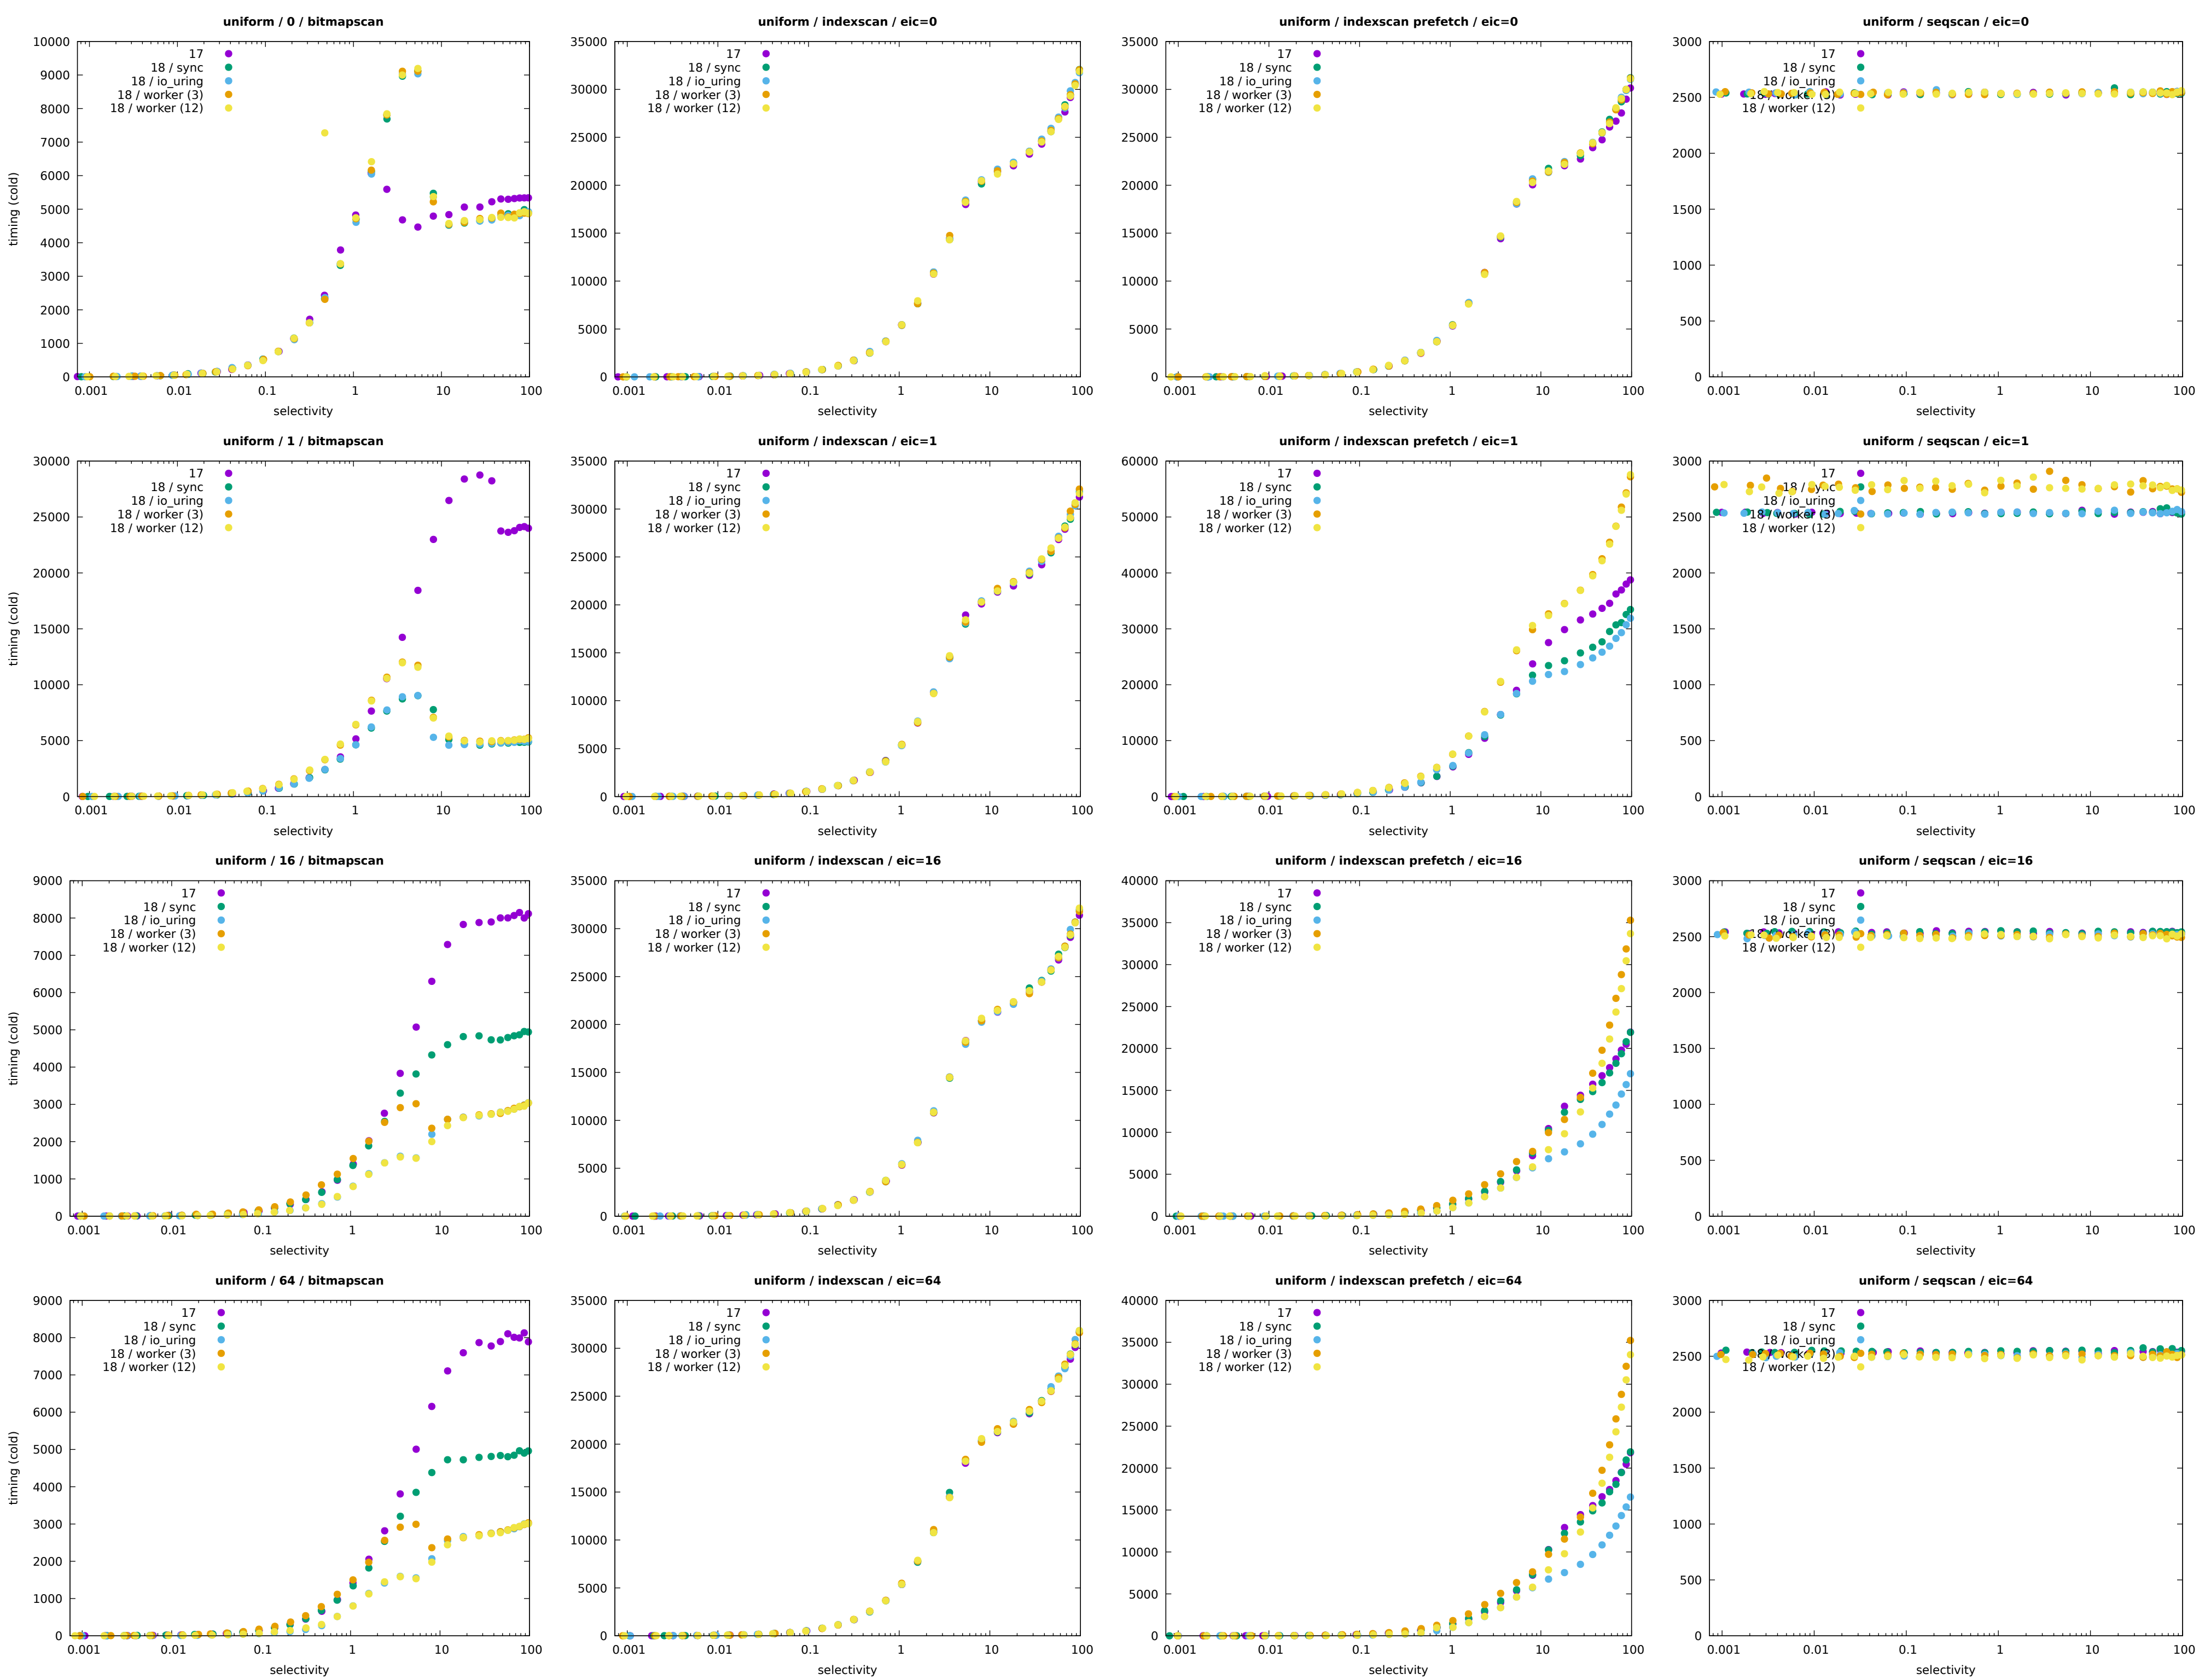 uniform / 0 / bitmapscan
timing (cold)
10000
9000
8000
7000
6000
5000
4000
3000
2000
1000
0
17
18 / sync
18 / io_uring
18 / worker (3)
18 / worker (12)
0.001 0.01 0.1 1 10 100
selectivity
uniform / indexscan / eic=0
35000
30000
25000
20000
15000
10000
5000
0
17
18 / sync
18 / io_uring
18 / worker (3)
18 / worker (12)
0.001 0.01 0.1 1 10 100
selectivity
uniform / indexscan prefetch / eic=0
35000
30000
25000
20000
15000
10000
5000
0
17
18 / sync
18 / io_uring
18 / worker (3)
18 / worker (12)
0.001 0.01 0.1 1 10 100
selectivity
uniform / seqscan / eic=0
3000
2500
2000
1500
1000
500
0
17
18 / sync
18 / io_uring
18 / worker (3)
18 / worker (12)
0.001 0.01 0.1 1 10 100
selectivity
uniform / 1 / bitmapscan
timing (cold)
30000
25000
20000
15000
10000
5000
0
17
18 / sync
18 / io_uring
18 / worker (3)
18 / worker (12)
0.001 0.01 0.1 1 10 100
selectivity
uniform / indexscan / eic=1
35000
30000
25000
20000
15000
10000
5000
0
17
18 / sync
18 / io_uring
18 / worker (3)
18 / worker (12)
0.001 0.01 0.1 1 10 100
selectivity
uniform / indexscan prefetch / eic=1
60000
50000
40000
30000
20000
10000
0
17
18 / sync
18 / io_uring
18 / worker (3)
18 / worker (12)
0.001 0.01 0.1 1 10 100
selectivity
uniform / seqscan / eic=1
3000
2500
2000
1500
1000
500
0
17
18 / sync
18 / io_uring
18 / worker (3)
18 / worker (12)
0.001 0.01 0.1 1 10 100
selectivity
uniform / 16 / bitmapscan
timing (cold)
9000
8000
7000
6000
5000
4000
3000
2000
1000
0
17
18 / sync
18 / io_uring
18 / worker (3)
18 / worker (12)
0.001 0.01 0.1 1 10 100
selectivity
uniform / indexscan / eic=16
35000
30000
25000
20000
15000
10000
5000
0
17
18 / sync
18 / io_uring
18 / worker (3)
18 / worker (12)
0.001 0.01 0.1 1 10 100
selectivity
uniform / indexscan prefetch / eic=16
40000
35000
30000
25000
20000
15000
10000
5000
0
17
18 / sync
18 / io_uring
18 / worker (3)
18 / worker (12)
0.001 0.01 0.1 1 10 100
selectivity
uniform / seqscan / eic=16
3000
2500
2000
1500
1000
500
0
17
18 / sync
18 / io_uring
18 / worker (3)
18 / worker (12)
0.001 0.01 0.1 1 10 100
selectivity
uniform / 64 / bitmapscan
timing (cold)
9000
8000
7000
6000
5000
4000
3000
2000
1000
0
17
18 / sync
18 / io_uring
18 / worker (3)
18 / worker (12)
0.001 0.01 0.1 1 10 100
selectivity
uniform / indexscan / eic=64
35000
30000
25000
20000
15000
10000
5000
0
17
18 / sync
18 / io_uring
18 / worker (3)
18 / worker (12)
0.001 0.01 0.1 1 10 100
selectivity
uniform / indexscan prefetch / eic=64
40000
35000
30000
25000
20000
15000
10000
5000
0
17
18 / sync
18 / io_uring
18 / worker (3)
18 / worker (12)
0.001 0.01 0.1 1 10 100
selectivity
uniform / seqscan / eic=64
3000
2500
2000
1500
1000
500
0
17
18 / sync
18 / io_uring
18 / worker (3)
18 / worker (12)
0.001 0.01 0.1 1 10 100
selectivity